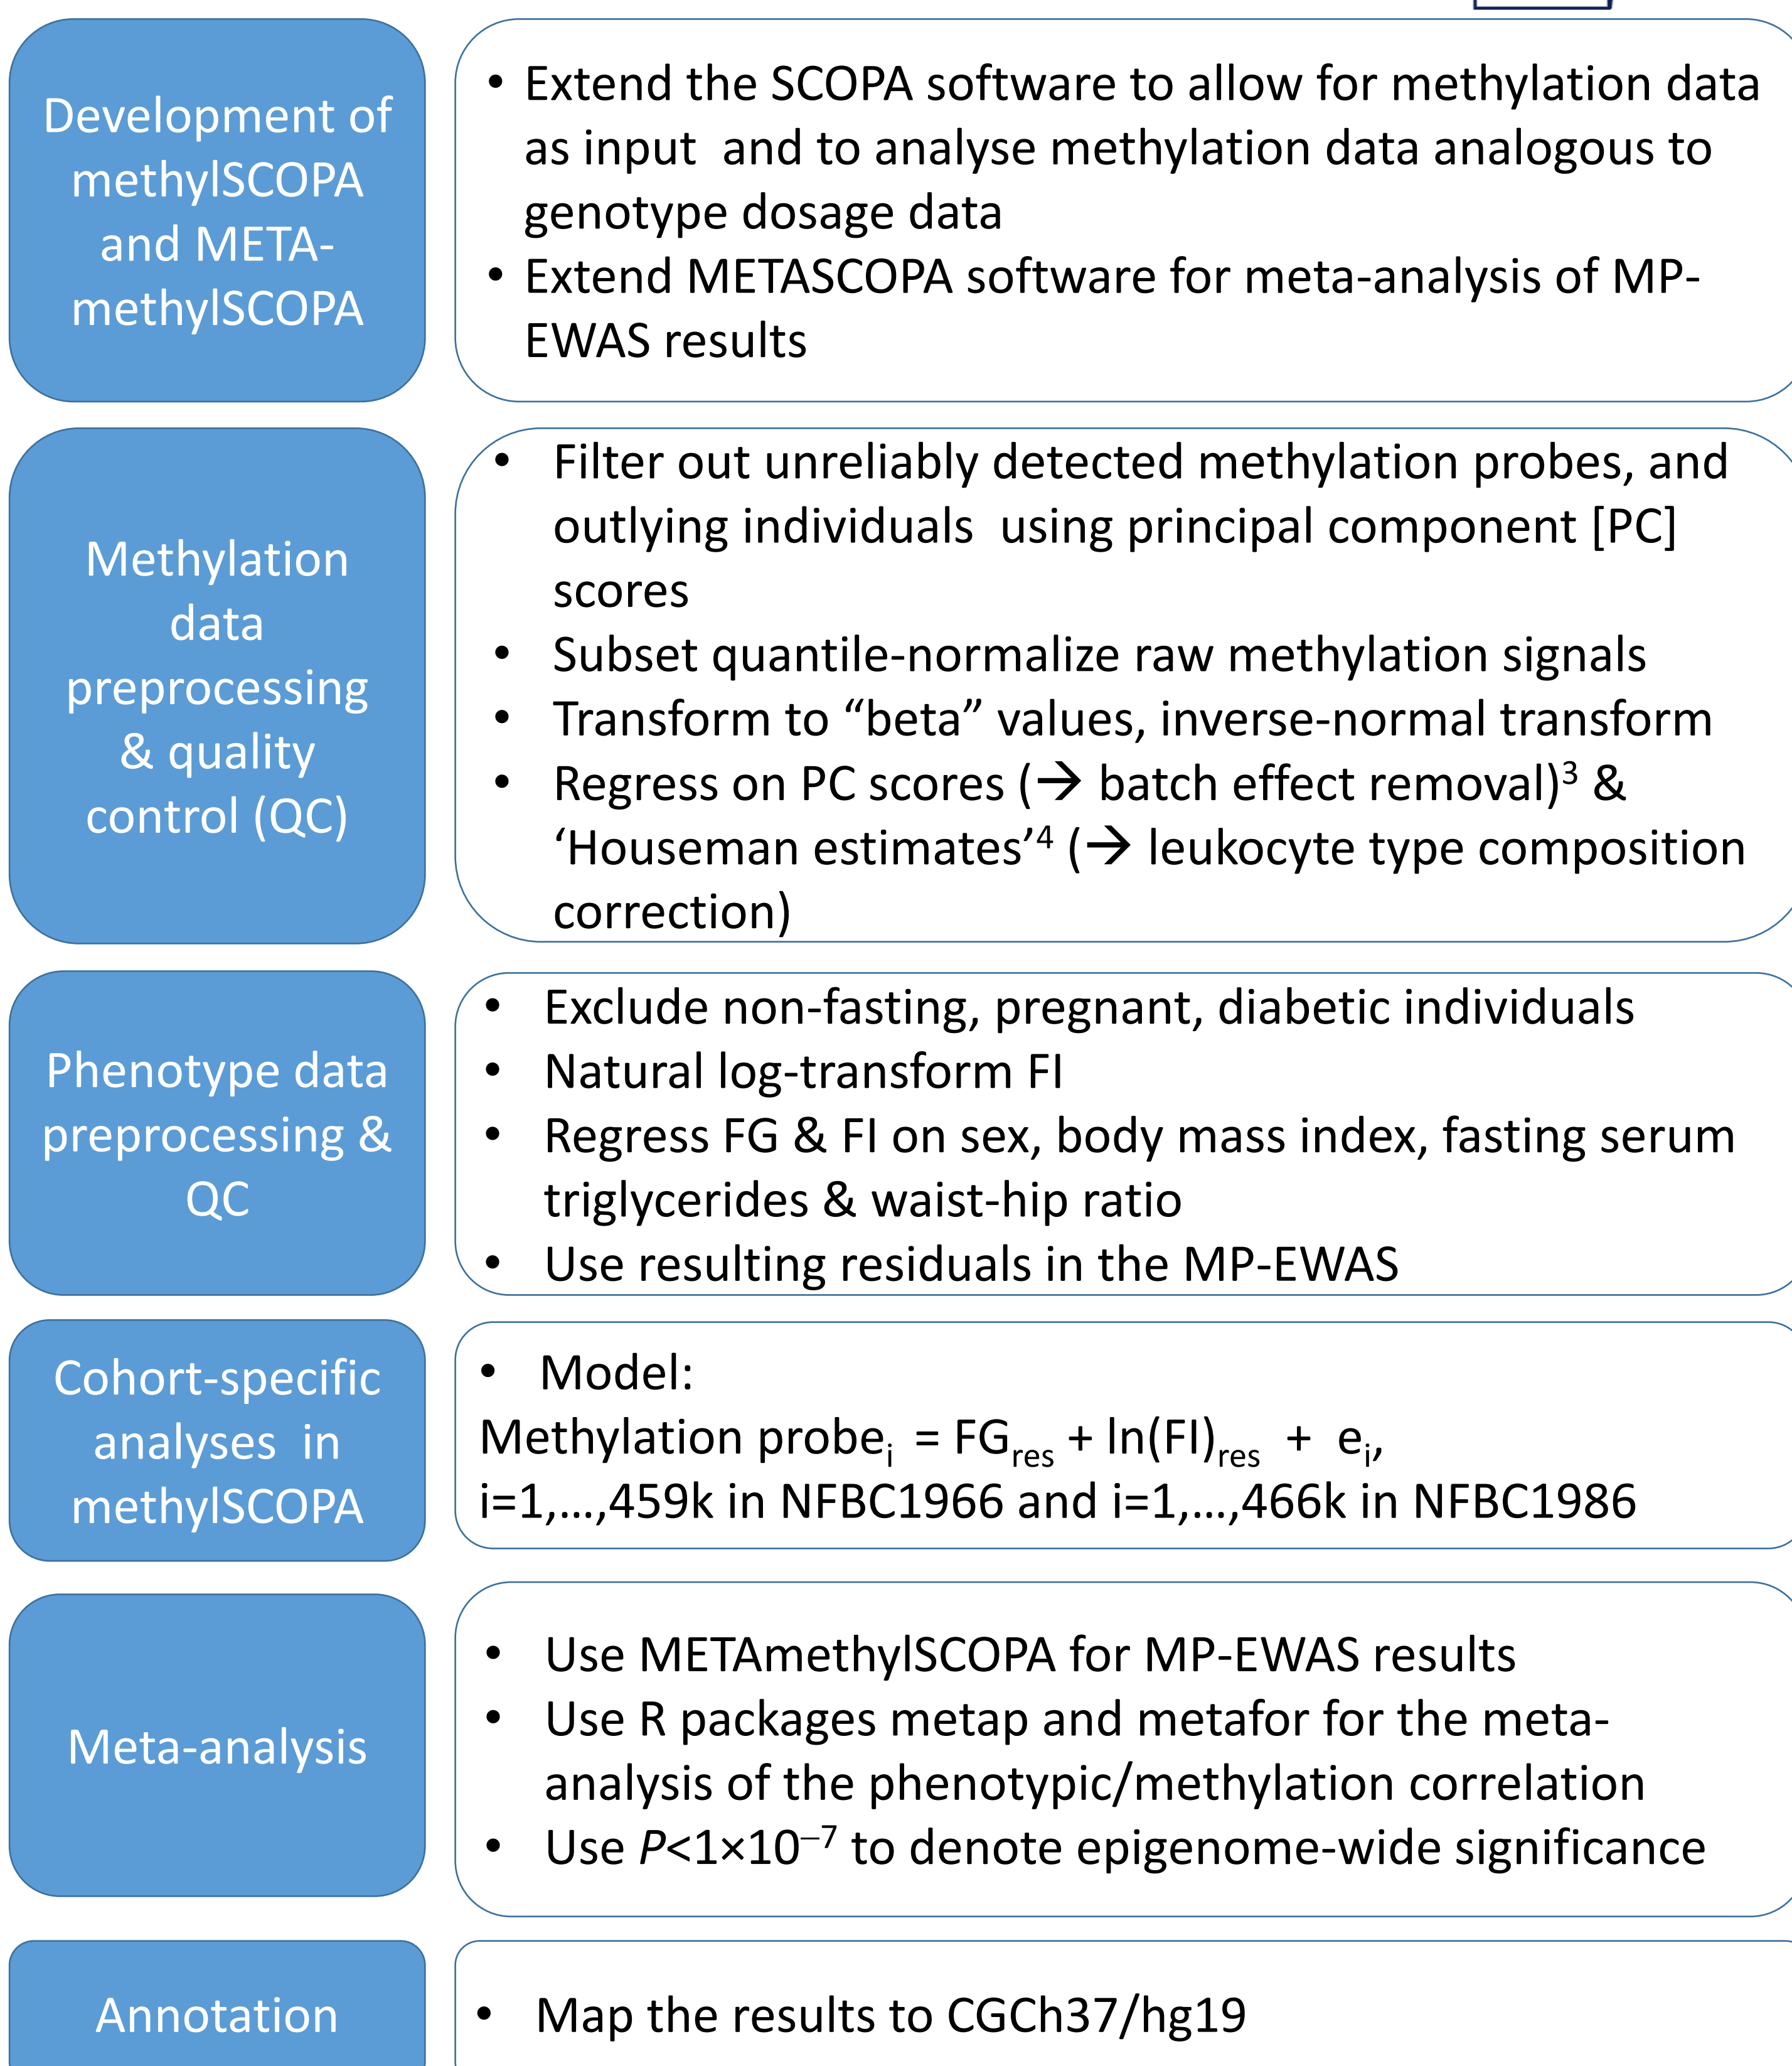 Development of
methylSCOPA
and META-
methylSCOPA
• Extend the SCOPA software to allow for methylation data
as input and to analyse methylation data analogous to
genotype dosage data
• Extend METASCOPA software for meta-analysis of MP-
EWAS results
Methylation
data
preprocessing
& quality
control (QC)
• Filter out unreliably detected methylation probes, and
outlying individuals using principal component [PC]
scores
• Subset quantile-normalize raw methylation signals
• Transform to “beta” values, inverse-normal transform
• Regress on PC scores (→ batch effect removal)³ &
‘Houseman estimates’⁴ (→ leukocyte type composition
correction)
Phenotype data
preprocessing &
QC
• Exclude non-fasting, pregnant, diabetic individuals
• Natural log-transform FI
• Regress FG & FI on sex, body mass index, fasting serum
triglycerides & waist-hip ratio
• Use resulting residuals in the MP-EWAS
Cohort-specific
analyses in
methylSCOPA
• Model:
Methylation probeᵢ = FGres + ln(FI)res + eᵢ,
i=1,...,459k in NFBC1966 and i=1,...,466k in NFBC1986
Meta-analysis
• Use METAmethylSCOPA for MP-EWAS results
• Use R packages metap and metafor for the meta-
analysis of the phenotypic/methylation correlation
• Use P<1×10⁻⁷ to denote epigenome-wide significance
Annotation
• Map the results to CGCh37/hg19